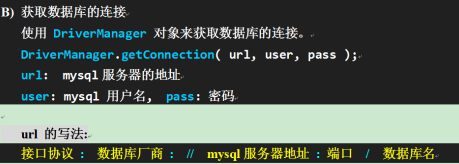 B) 获取数据库的连接
使用 DriverManager 对象来获取数据库的连接。
DriverManager.getConnection( url, user, pass );
url: mysql 服务器的地址
user: mysql 用户名, pass: 密码
url 的写法:
接口协议 : 数据库厂商 : // mysql 服务器地址 : 端口 / 数据库名